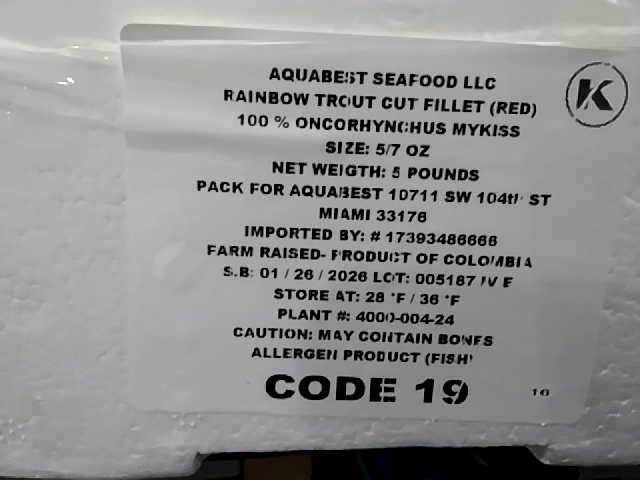 AQUABEST SEAFOOD LLC
RAINBOW TROUT CUT FILLET (RED)
K
100 % ONCORHYNCHUS MYKISS
SIZE: 5/7 OZ
NET WEIGTH: 5 POUNDS
PACK FOR AQUABEST 10711 SW 104th ST
MIAMI 33176
IMPORTED BY: # 17393486666
FARM RAISED- PRODUCT OF COLOMBIA
S.B: 01 / 26 / 2026 LOT: 005187
STORE AT: 28 °F / 36 °F
PLANT #: 4000-004-24
CAUTION: MAY CONTAIN BONES
ALLERGEN PRODUCT (FISH)
CODE 19
16